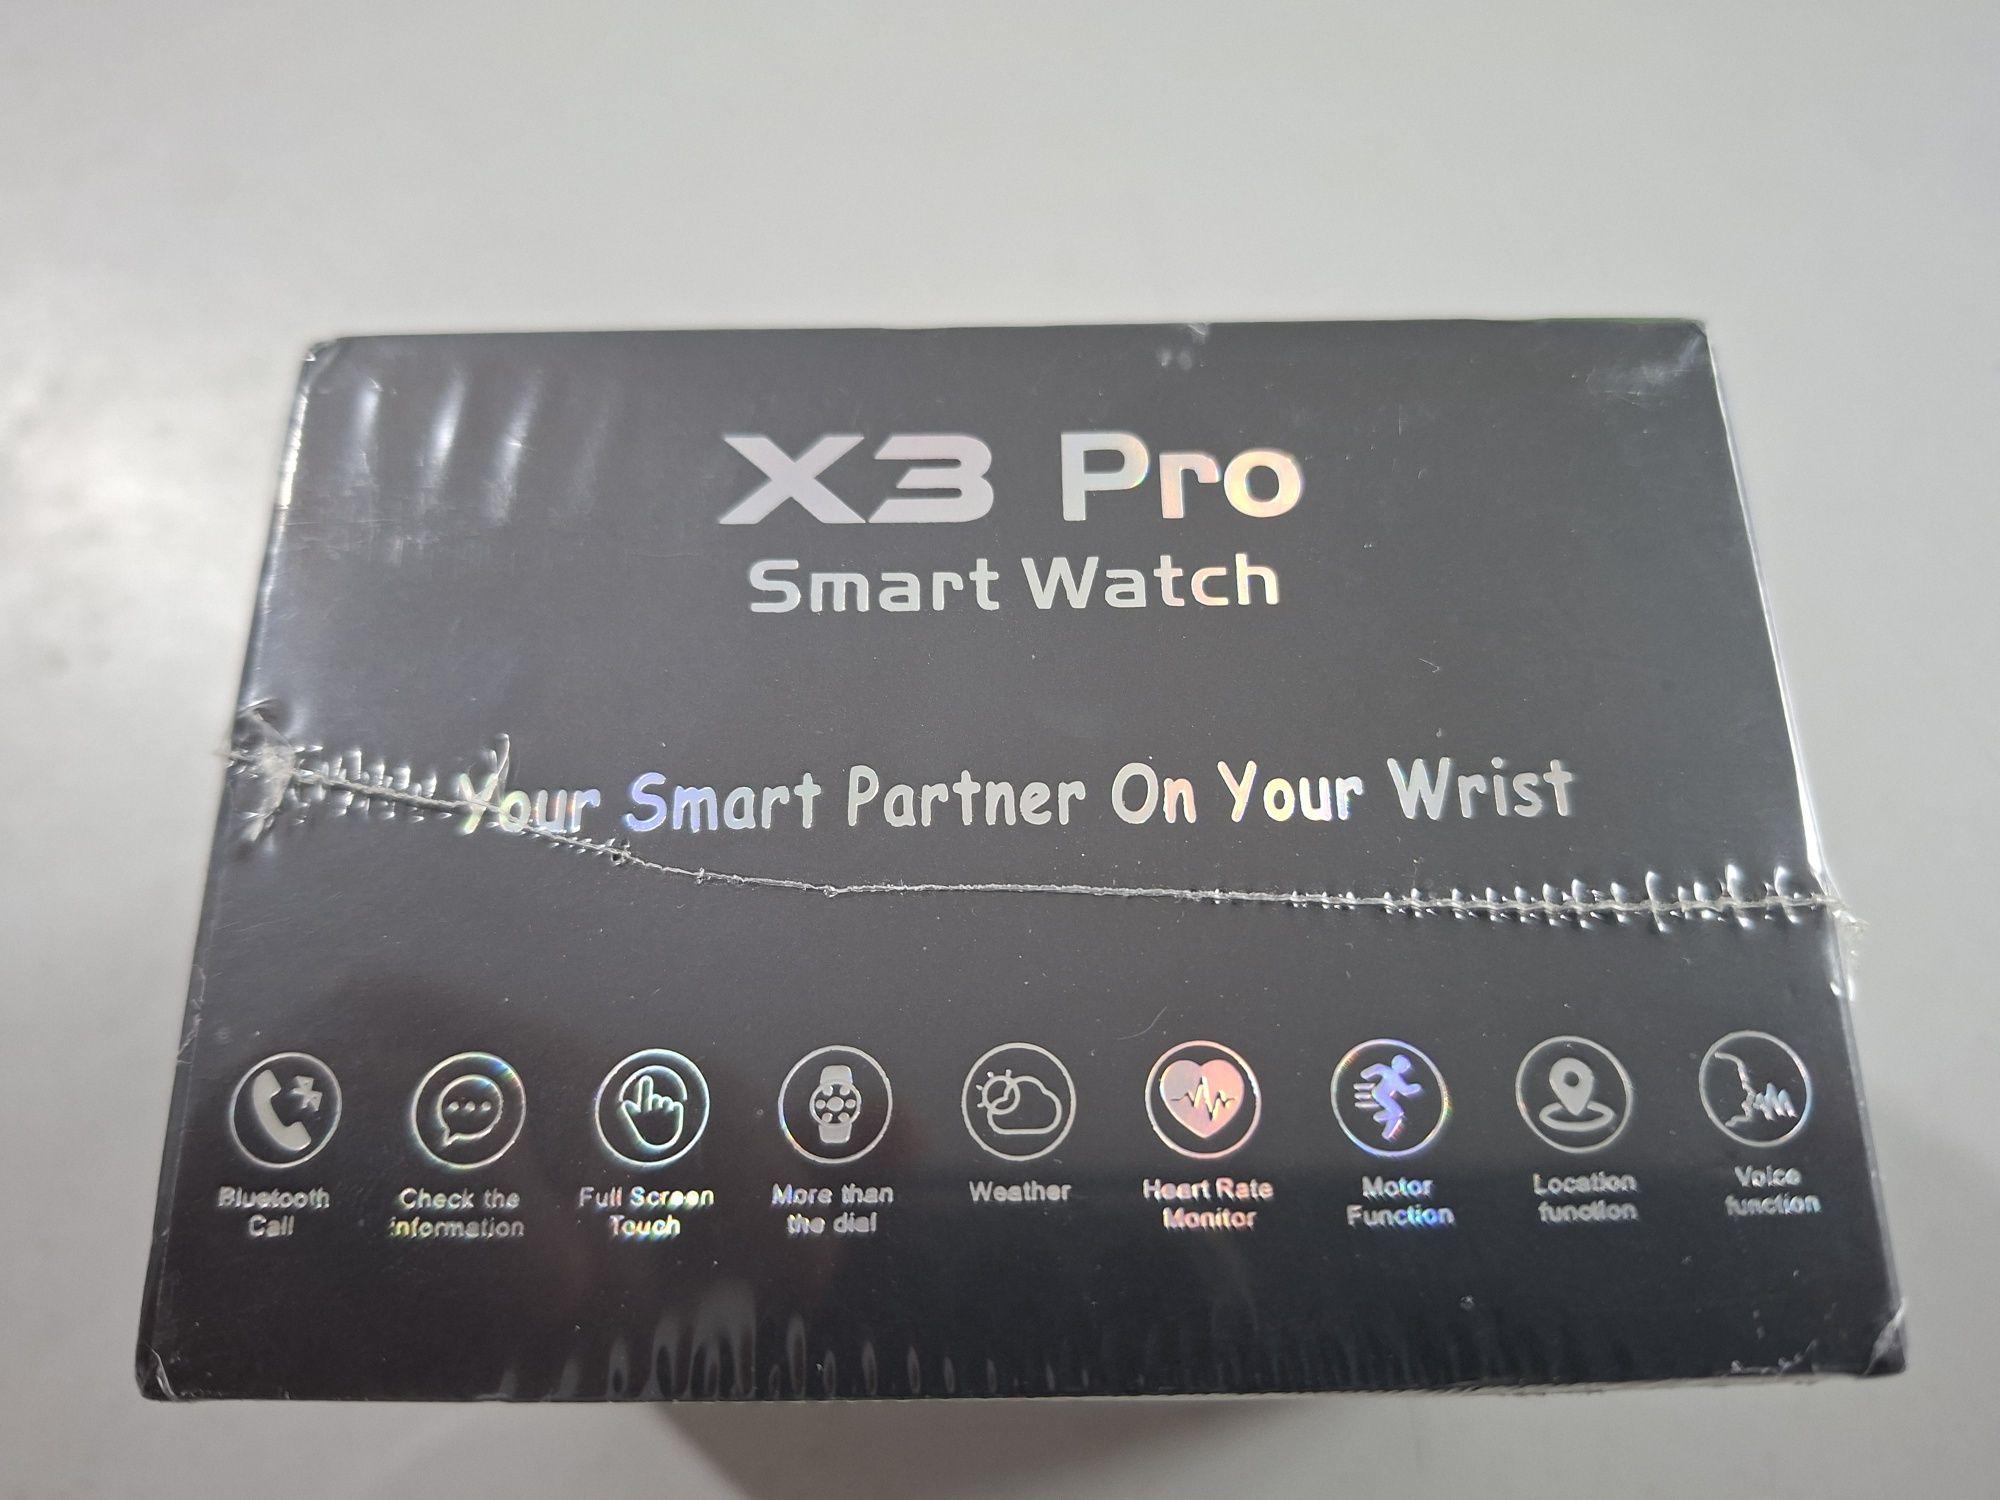 X3 Pro
Smart Watch
Your Smart Partner On Your Wrist
Bluetooth
Call
Check the
information
Full Screen
Touch
More than
the dial
Weather
Heart Rate
Monitor
Motor
Function
Location
function
Voice
function